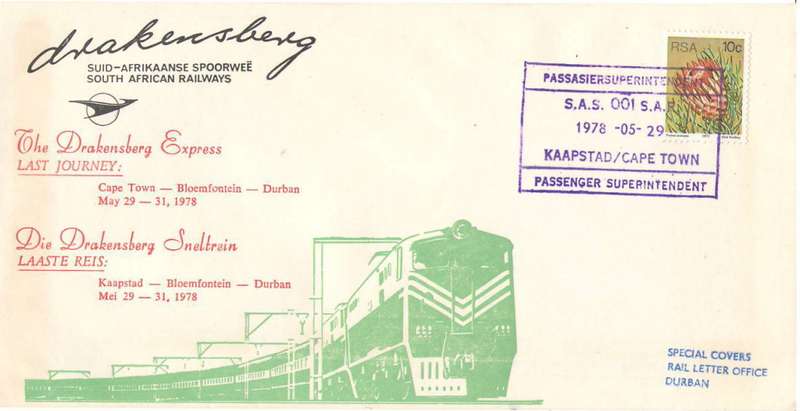 drakensberg
SUID-AFRIKAANSE SPOORWEË
SOUTH AFRICAN RAILWAYS
The Drakensberg Express
LAST JOURNEY:
Cape Town — Bloemfontein — Durban
May 29 — 31, 1978
Die Drakensberg Sneltrein
LAASTE REIS:
Kaapstad — Bloemfontein — Durban
Mei 29 — 31, 1978
RSA 10c
PASSASIERSUPERINTENDENT
S.A.S. 001 S.A.R.
1978 -05- 29
KAAPSTAD/CAPE TOWN
PASSENGER SUPERINTENDENT
SPECIAL COVERS
RAIL LETTER OFFICE
DURBAN